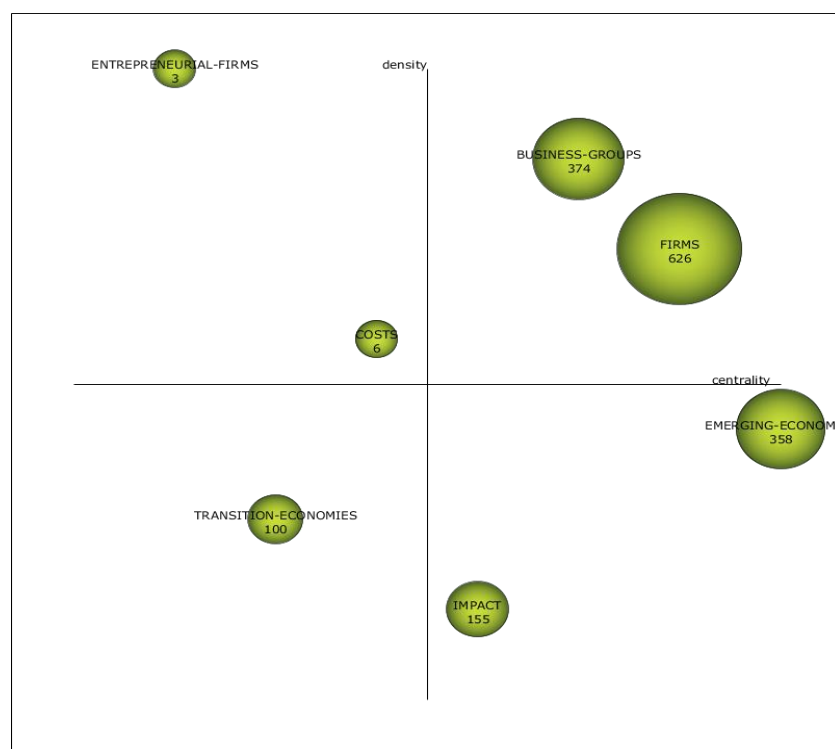 ENTREPRENEURIAL-FIRMS
3
density
BUSINESS-GROUPS
374
FIRMS
626
COSTS
6
centrality
EMERGING-ECONOM
358
TRANSITION-ECONOMIES
100
IMPACT
155